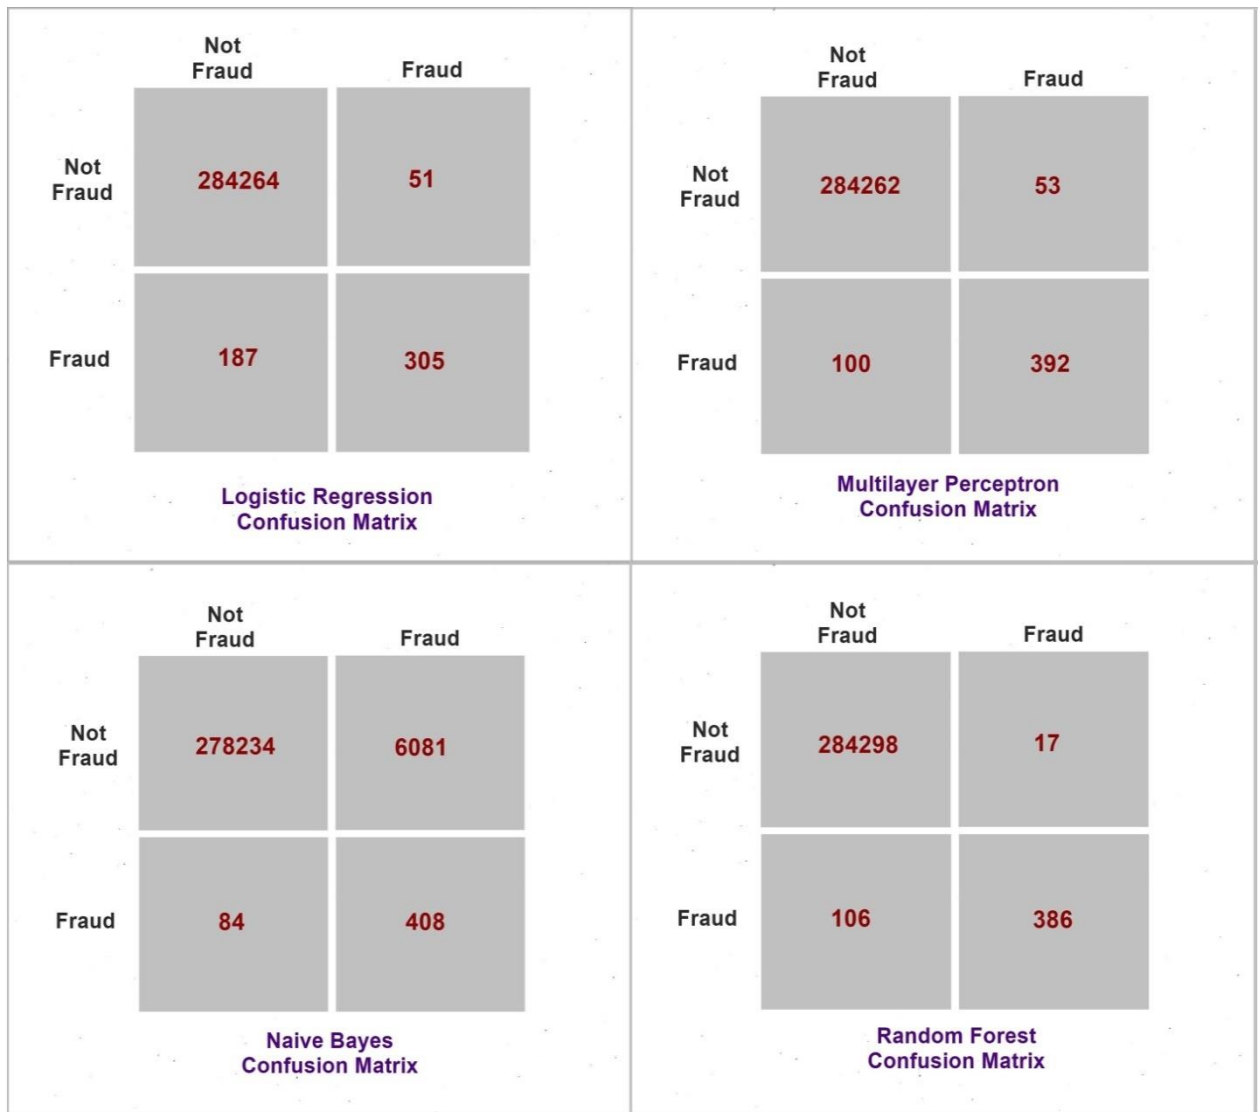 Not
Fraud
Fraud
Not
Fraud
284264
51
Fraud
187
305
Logistic Regression
Confusion Matrix
Not
Fraud
Fraud
Not
Fraud
284262
53
Fraud
100
392
Multilayer Perceptron
Confusion Matrix
Not
Fraud
Fraud
Not
Fraud
278234
6081
Fraud
84
408
Naive Bayes
Confusion Matrix
Not
Fraud
Fraud
Not
Fraud
284298
17
Fraud
106
386
Random Forest
Confusion Matrix